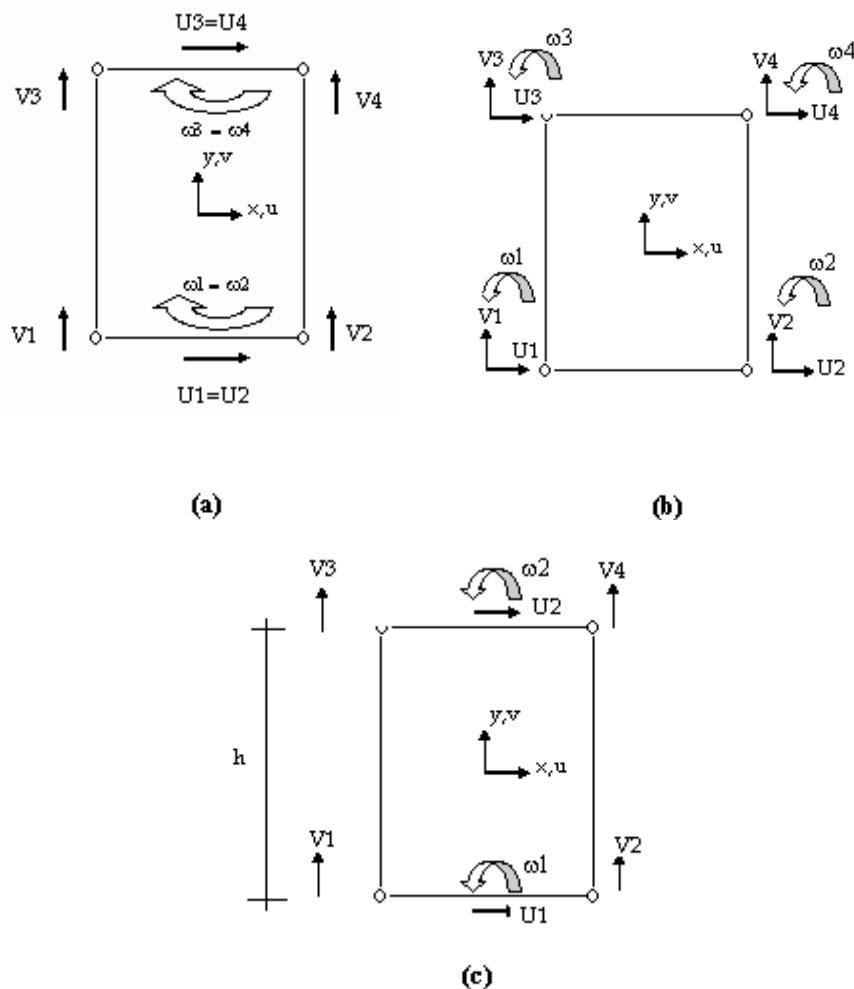 U3=U4
V3
V4
ω3 = ω4
y,v
x,u
ω1 = ω2
V1
V2
U1=U2
(a)
ω3
V3
U3
ω4
V4
U4
y,v
x,u
ω1
V1
U1
ω2
V2
U2
(b)
V3
ω2
U2
V4
y,v
x,u
h
V1
ω1
U1
V2
(c)